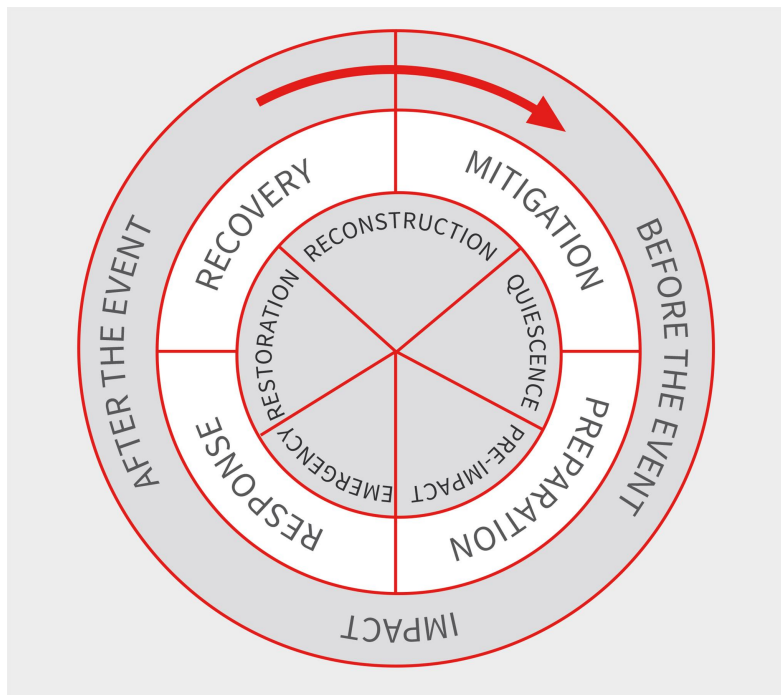 BEFORE THE EVENT
IMPACT
AFTER THE EVENT
MITIGATION
PREPARATION
RESPONSE
RECOVERY
RECONSTRUCTION
QUIESCENCE
PRE-IMPACT
EMERGENCY
RESTORATION